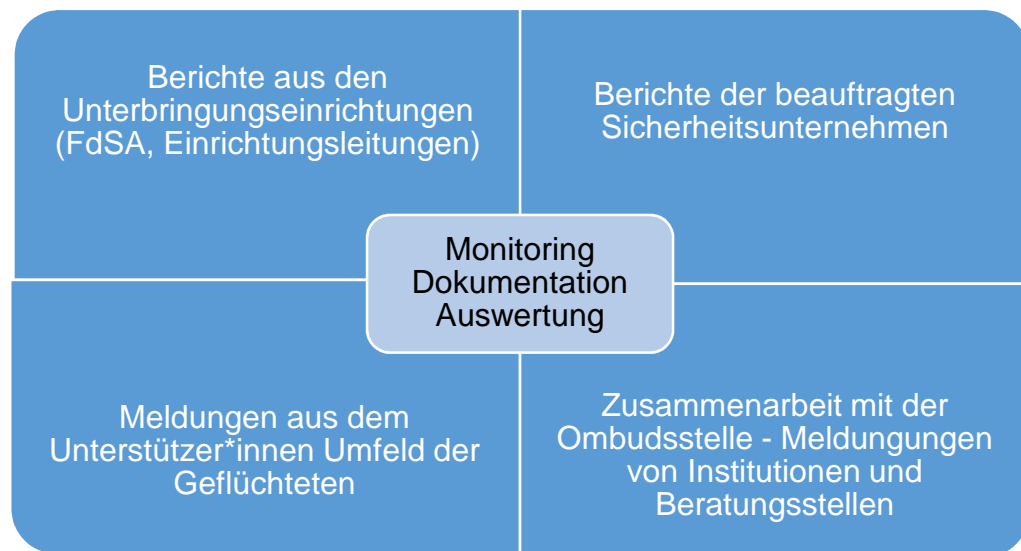 Berichte aus den
Unterbringungseinrichtungen
(FdSA, Einrichtungsleitungen)
Berichte der beauftragten
Sicherheitsunternehmen
Monitoring
Dokumentation
Auswertung
Meldungen aus dem
Unterstützer*innen Umfeld der
Geflüchteten
Zusammenarbeit mit der
Ombudsstelle - Meldungungen
von Institutionen und
Beratungsstellen